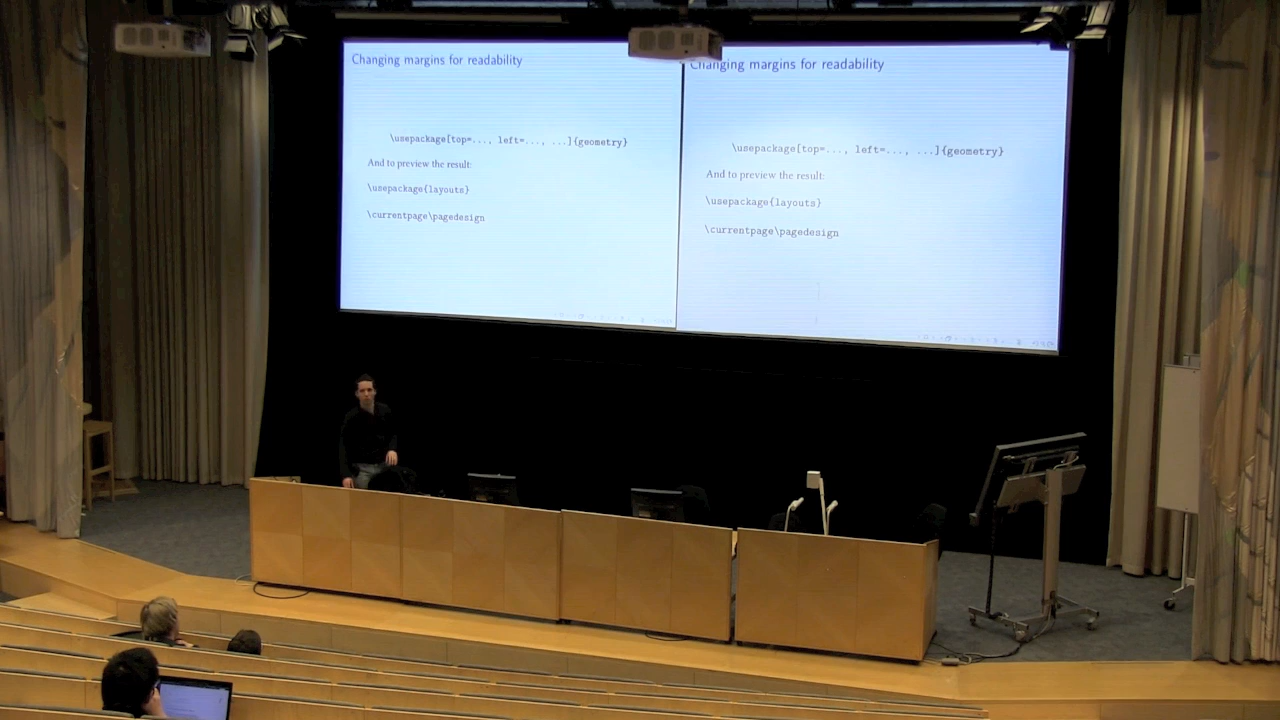 Changing margins for readability
\usepackage[top=..., left=..., ...]{geometry}
And to preview the result:
\usepackage{layouts}
\currentpage\pagedesign
Changing margins for readability
\usepackage[top=..., left=..., ...]{geometry}
And to preview the result:
\usepackage{layouts}
\currentpage\pagedesign